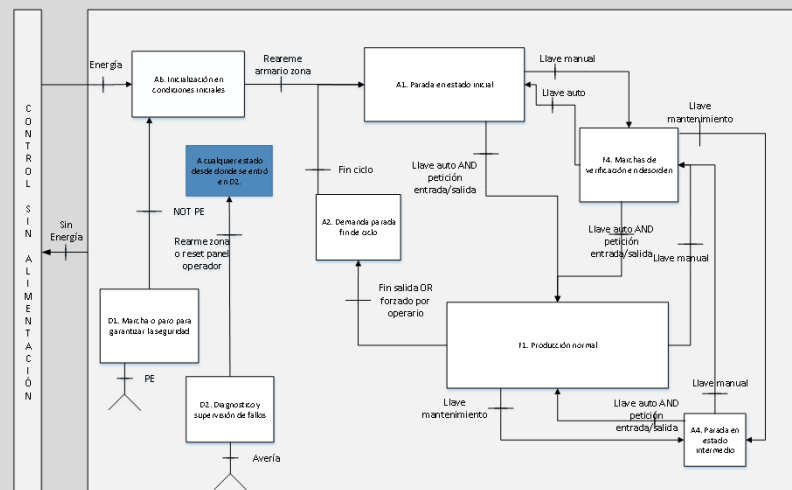 CONTROL SIN ALIMENTACIÓN
Energía
Sin
Energía
A6. Inicialización en
condiciones iniciales
Rearme
armario zona
A1. Parada en estado inicial
Llave manual
Llave auto
Llave
mantenimiento
F4. Marchas de
verificación en desorden
A cualquier estado
desde donde se entró
en D2.
Fin ciclo
Llave auto AND
petición
entrada/salida
NOT PE
Rearme zona
o reset panel
operador
A2. Demanda parada
fin de ciclo
Llave auto AND
petición
entrada/salida
Llave manual
Fin salida OR
forzado por
operario
D1. Marcha o paro para
garantizar la seguridad
F1. Producción normal
PE
D2. Diagnostico y
supervisión de fallos
Llave
mantenimiento
Llave auto AND
petición
entrada/salida
Llave manual
A4. Parada en
estado
intermedio
Avería